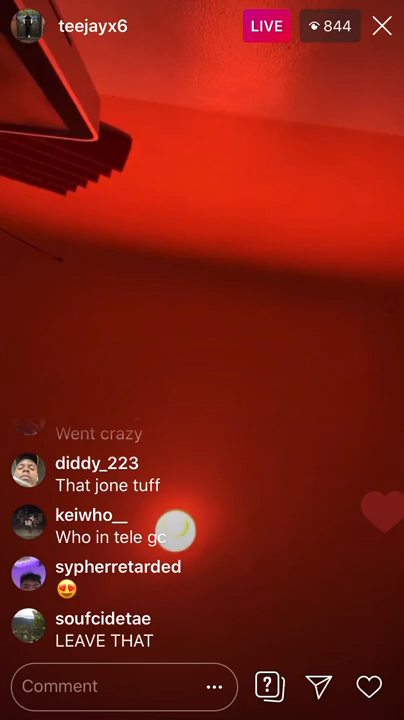 teejayx6
LIVE
844
Went crazy
diddy_223
That jone tuff
keiwho__
Who in tele gc
sypherretarded
😍
soufcidetae
LEAVE THAT
Comment